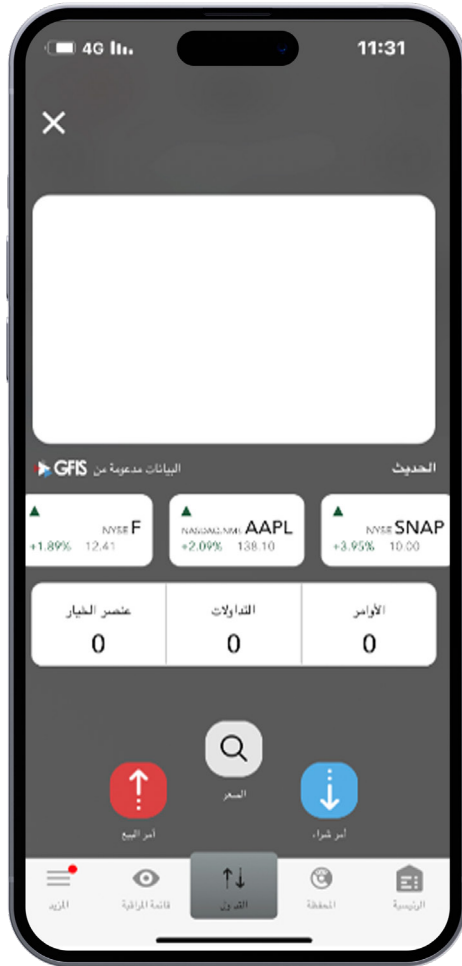 4G
11:31
الحديث
البيانات مدعومة من GFIS
SNAP NYSE
+3.95% 10.00
AAPL NASDAQ.NMS
+2.09% 138.10
F NYSE
+1.89% 12.41
الأوامر
0
التداولات
0
عنصر الخيار
0
السعر
أمر شراء
أمر البيع
الرئيسية
المحفظة
التداول
قائمة المراقبة
المزيد